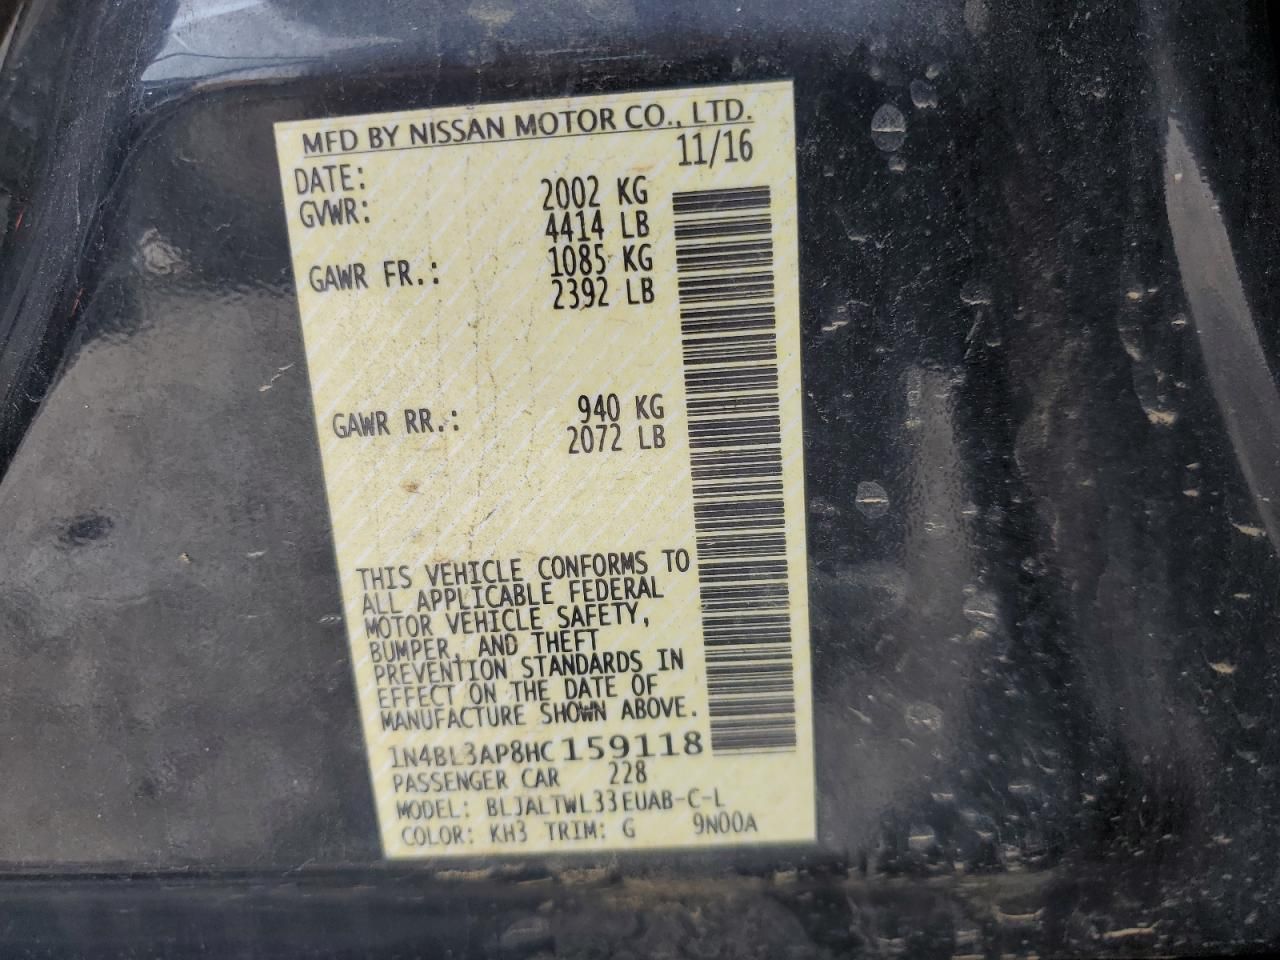 MFD BY NISSAN MOTOR CO., LTD.
DATE: 11/16
GVWR: 2002 KG
4414 LB
GAWR FR.: 1085 KG
2392 LB
GAWR RR.: 940 KG
2072 LB
THIS VEHICLE CONFORMS TO
ALL APPLICABLE FEDERAL
MOTOR VEHICLE SAFETY,
BUMPER, AND THEFT
PREVENTION STANDARDS IN
EFFECT ON THE DATE OF
MANUFACTURE SHOWN ABOVE.
1N4BL3AP8HC159118
PASSENGER CAR 228
MODEL: BLJALTWL33EUAB-C-L
COLOR: KH3 TRIM: G 9N00A